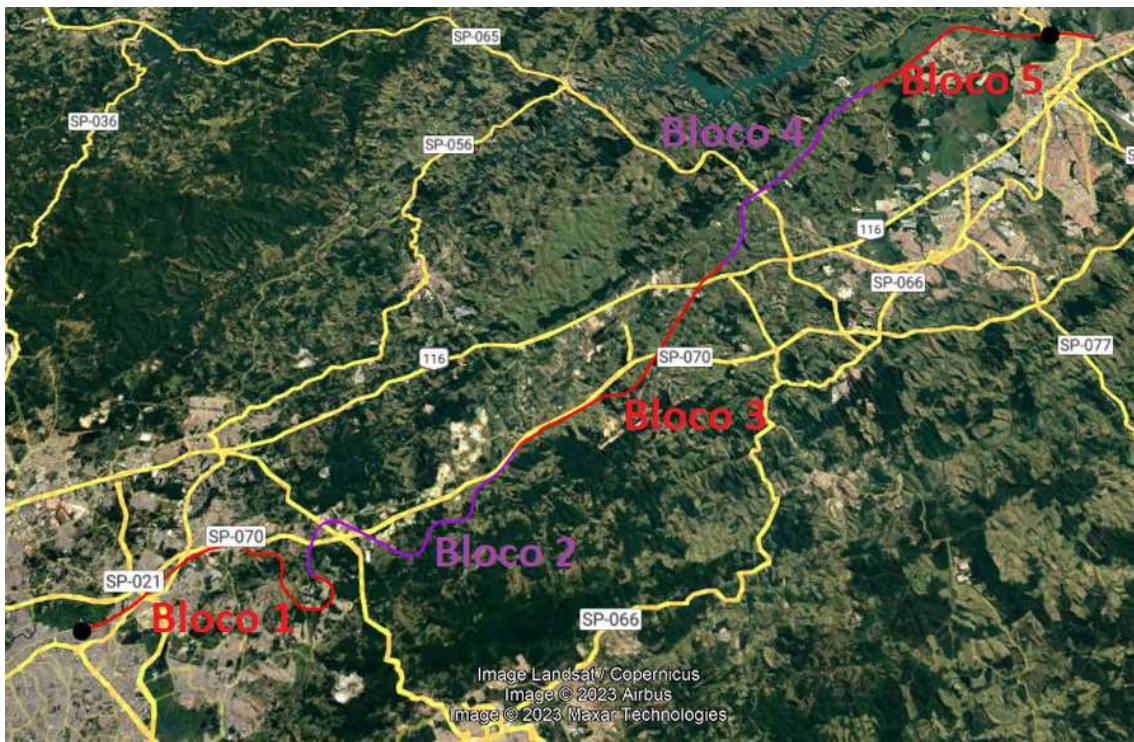 SP-065
SP-036
SP-056
Bloco 5
Bloco 4
116
SP-066
116
SP-070
SP-077
Bloco 3
SP-070
Bloco 2
SP-021
Bloco 1
SP-066
Image Landsat / Copernicus
Image © 2023 Airbus
Image © 2023 Maxar Technologies